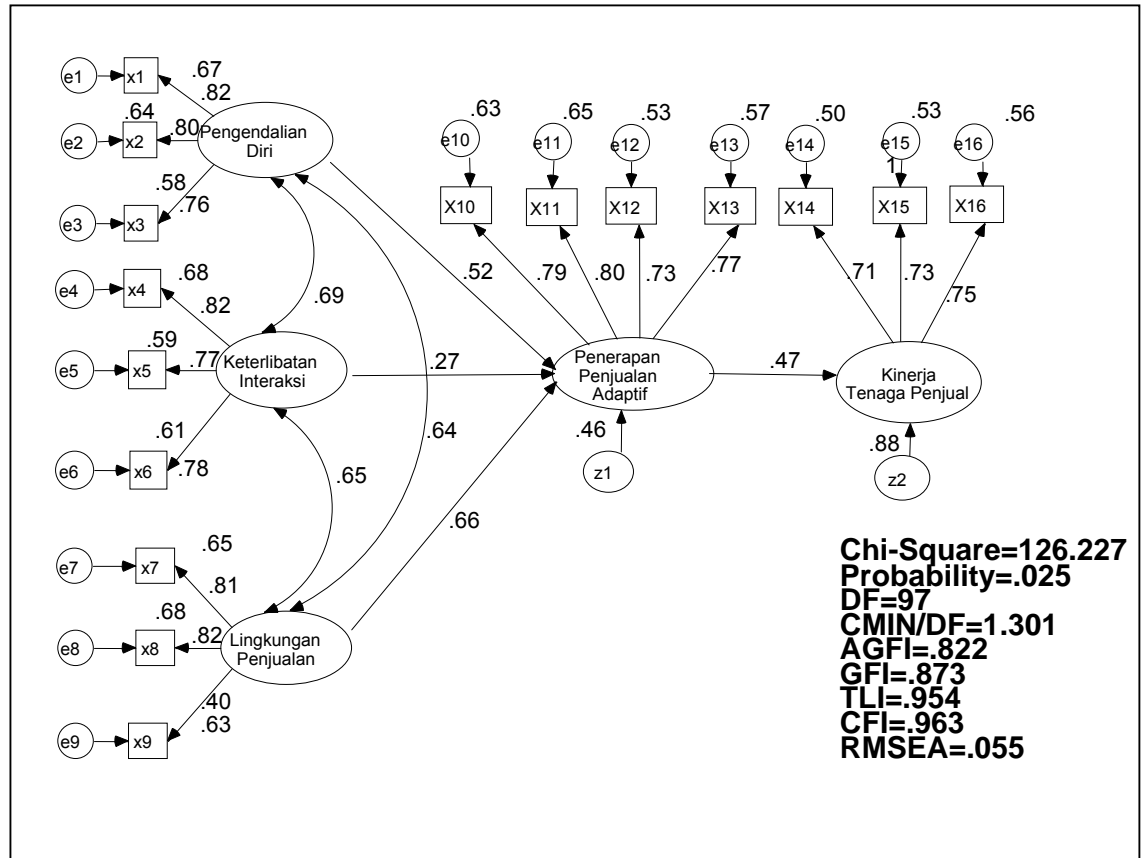 e1 x1 .67
.82
e2 .64 x2 .80 Pengendalian
Diri
.58
e3 x3 .76
e4 x4 .68
.82
.59
e5 x5 .77 Keterlibatan
Interaksi
.61
e6 x6 .78
.65
e7 x7
.81
.68
e8 x8 .82 Lingkungan
Penjualan
.40
e9 x9 .63
.69
.64
.65
.52
.27
.66
.63 .65 .53 .57 .50 .53 .56
e10 e11 e12 e13 e14 e15 e16
1
X10 X11 X12 X13 X14 X15 X16
.79 .80 .73 .77 .71 .73 .75
Penerapan
Penjualan
Adaptif
.47
Kinerja
Tenaga Penjual
.46
z1
.88
z2
Chi-Square=126.227
Probability=.025
DF=97
CMIN/DF=1.301
AGFI=.822
GFI=.873
TLI=.954
CFI=.963
RMSEA=.055